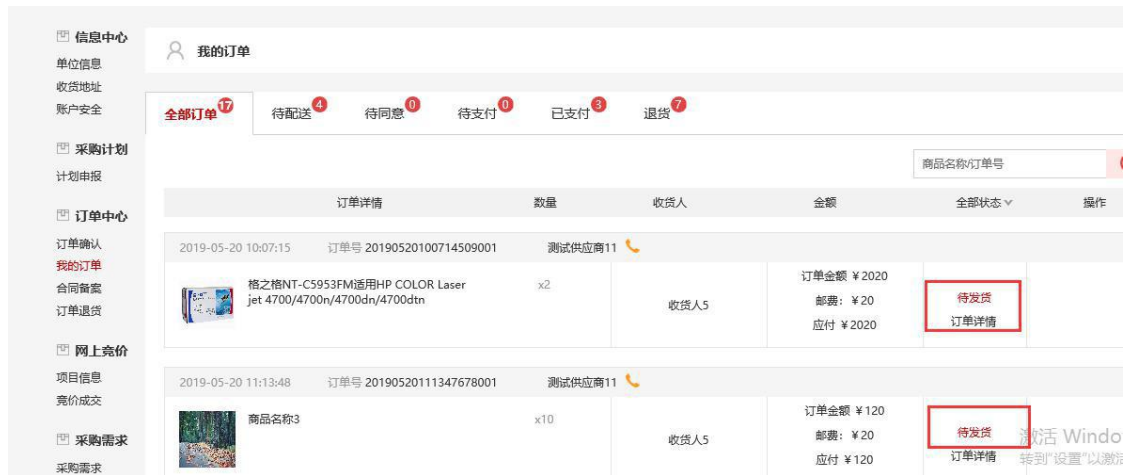 信息中心
单位信息
收货地址
账户安全
采购计划
计划申报
订单中心
订单确认
我的订单
合同备案
订单退货
网上竞价
项目信息
竞价成交
采购需求
采购需求
我的订单
全部订单 17 待配送 4 待同意 0 待支付 0 已支付 3 退货 7
商品名称/订单号
订单详情 数量 收货人 金额 全部状态 操作
2019-05-20 10:07:15 订单号 20190520100714509001 测试供应商11
格之格NT-C5953FM适用HP COLOR Laser
jet 4700/4700n/4700dn/4700dtn
x2
收货人5
订单金额 ¥2020
邮费: ¥20
应付 ¥2020
待发货
订单详情
2019-05-20 11:13:48 订单号 20190520111347678001 测试供应商11
商品名称3
x10
收货人5
订单金额 ¥120
邮费: ¥20
应付 ¥120
待发货
订单详情
激活 Windo
转到"设置"以激活